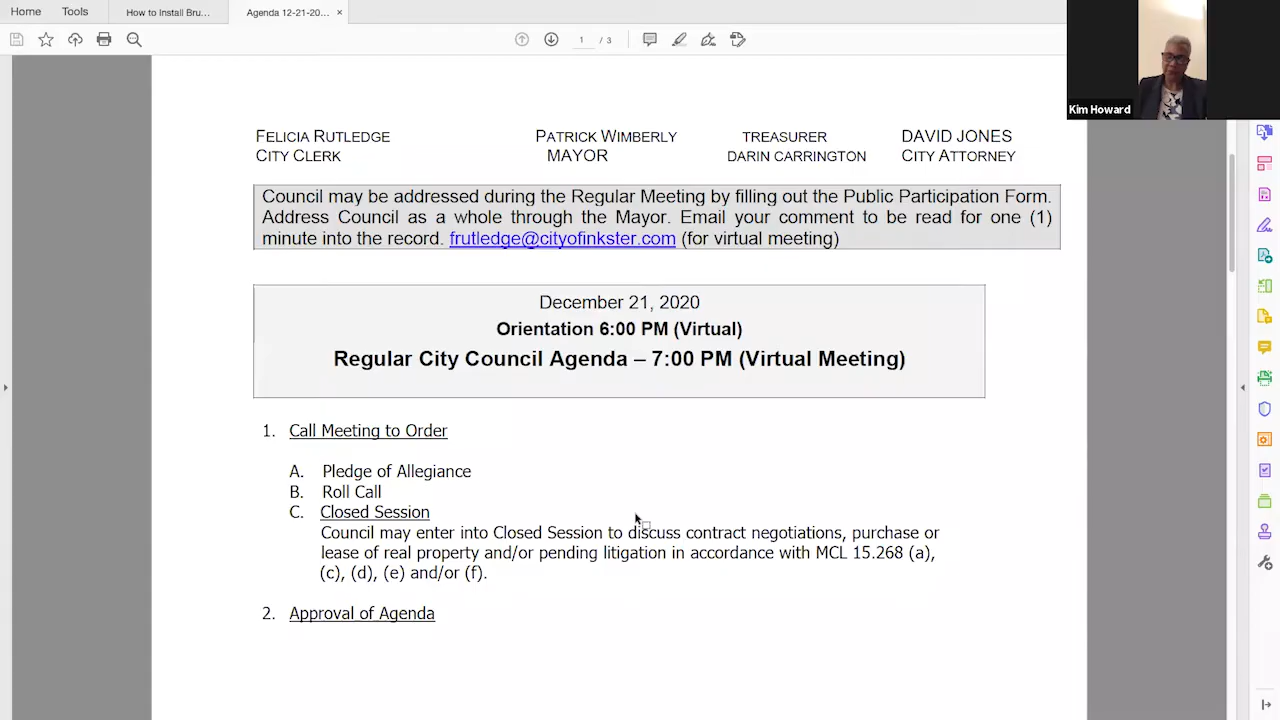 Home Tools How to Install Bru... Agenda 12-21-20... ×
1 / 3
Kim Howard
FELICIA RUTLEDGE PATRICK WIMBERLY TREASURER DAVID JONES
CITY CLERK MAYOR DARIN CARRINGTON CITY ATTORNEY
Council may be addressed during the Regular Meeting by filling out the Public Participation Form.
Address Council as a whole through the Mayor. Email your comment to be read for one (1)
minute into the record. frutledge@cityofinkster.com (for virtual meeting)
December 21, 2020
Orientation 6:00 PM (Virtual)
Regular City Council Agenda – 7:00 PM (Virtual Meeting)
1. Call Meeting to Order
A. Pledge of Allegiance
B. Roll Call
C. Closed Session
Council may enter into Closed Session to discuss contract negotiations, purchase or
lease of real property and/or pending litigation in accordance with MCL 15.268 (a),
(c), (d), (e) and/or (f).
2. Approval of Agenda